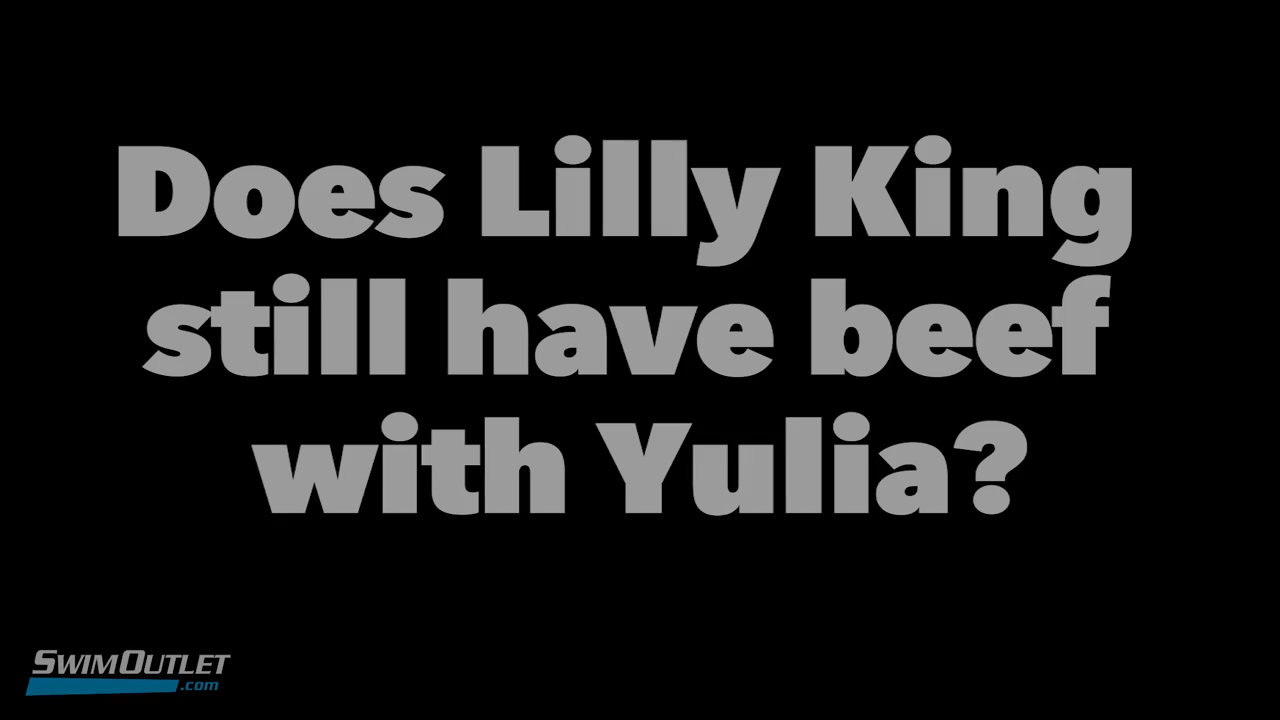 Does Lilly King
still have beef
with Yulia?
SWIMOUTLET
.com